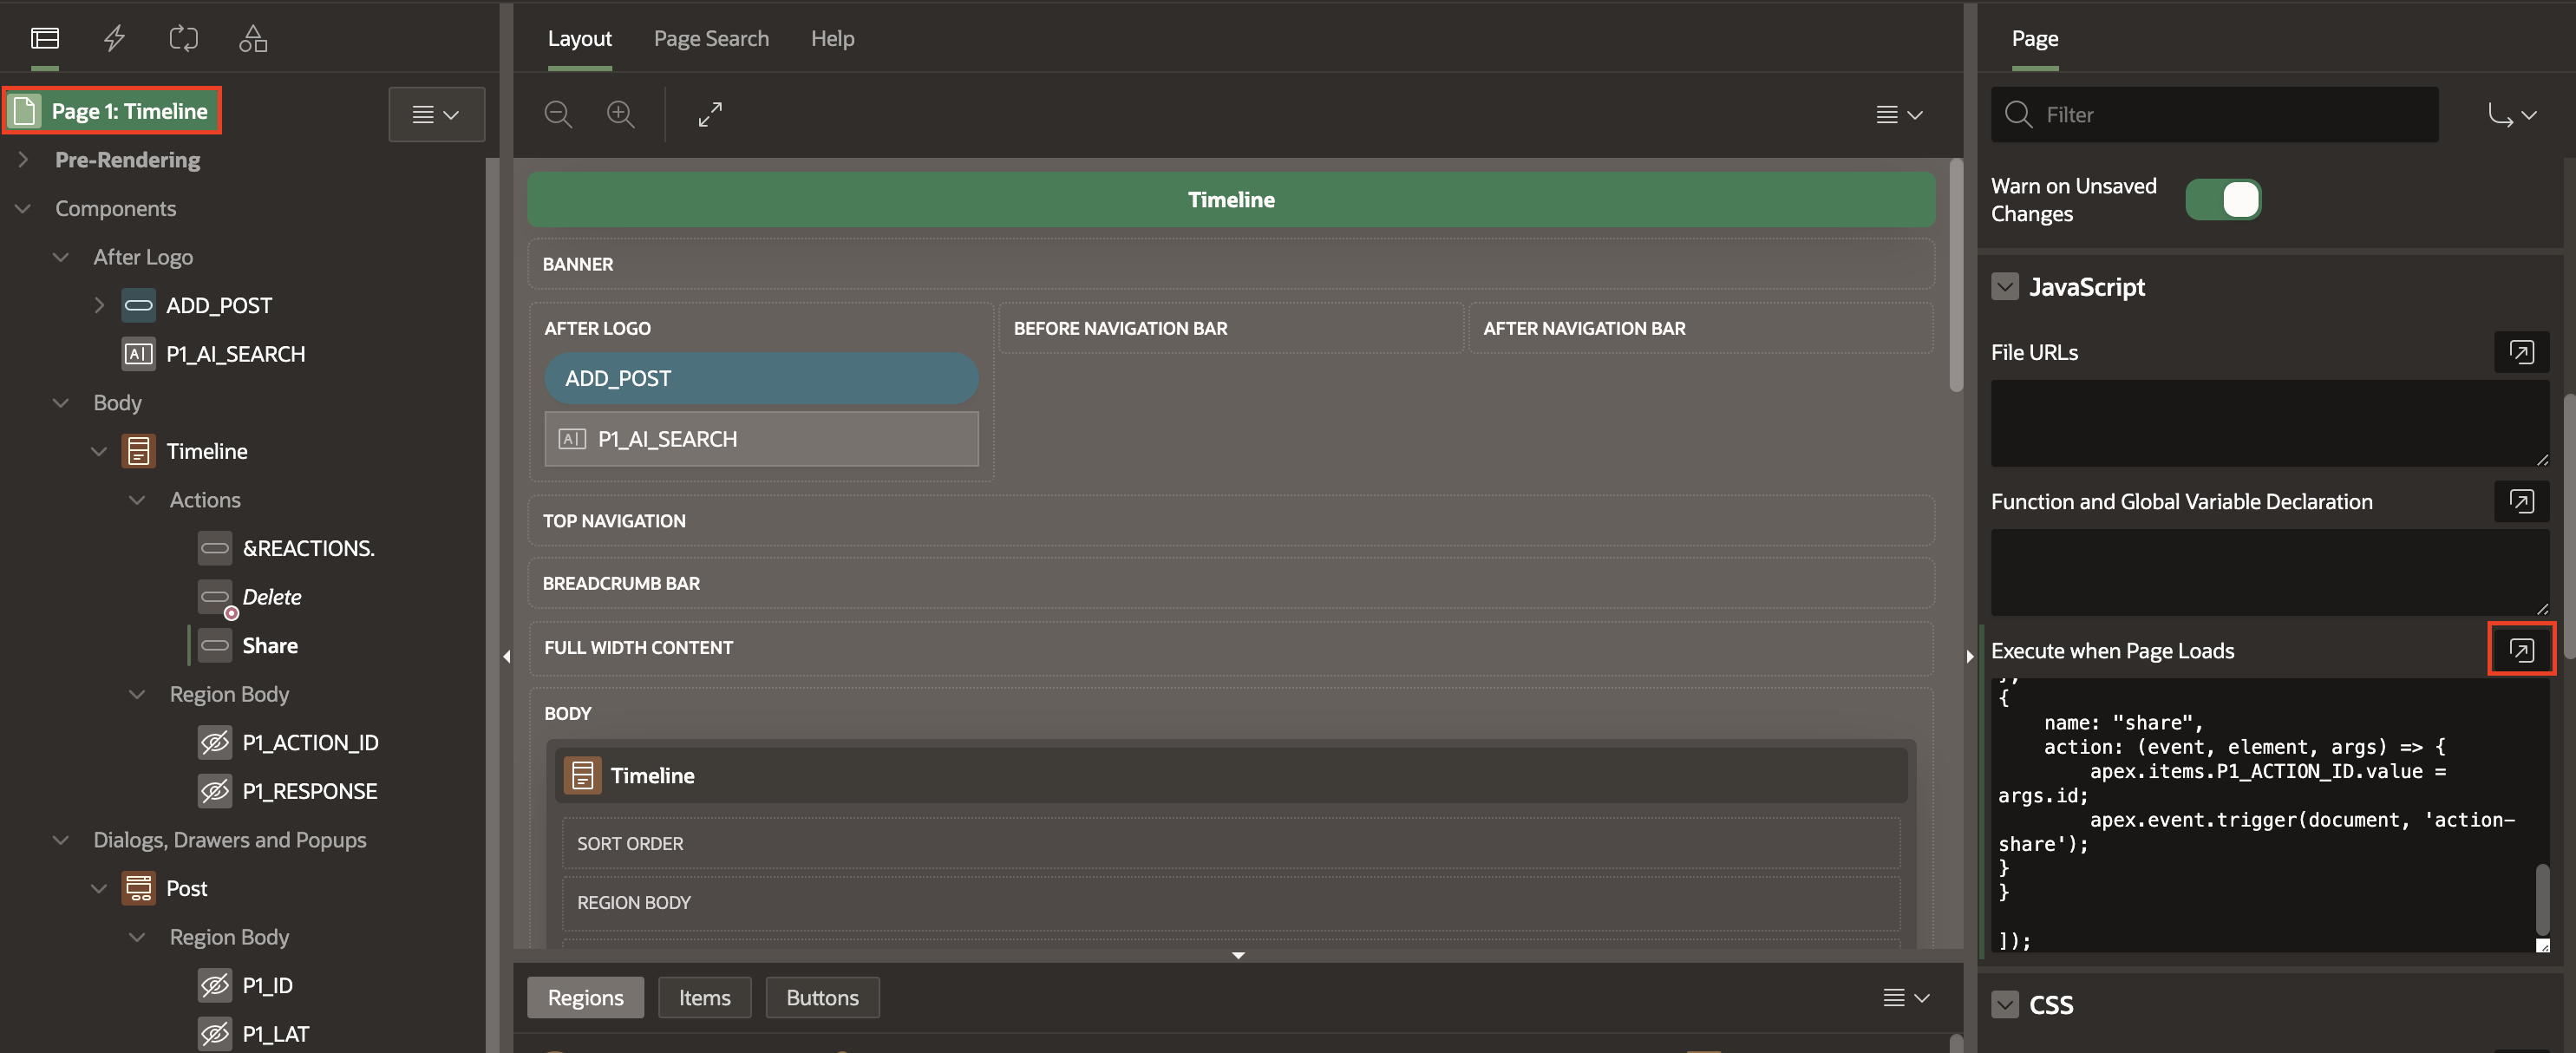 Page 1: Timeline
Pre-Rendering
Components
After Logo
ADD_POST
P1_AI_SEARCH
Body
Timeline
Actions
&REACTIONS.
Delete
Share
Region Body
P1_ACTION_ID
P1_RESPONSE
Dialogs, Drawers and Popups
Post
Region Body
P1_ID
P1_LAT
Layout
Page Search
Help
Timeline
BANNER
AFTER LOGO
BEFORE NAVIGATION BAR
AFTER NAVIGATION BAR
ADD_POST
AI P1_AI_SEARCH
TOP NAVIGATION
BREADCRUMB BAR
FULL WIDTH CONTENT
BODY
Timeline
SORT ORDER
REGION BODY
Regions
Items
Buttons
Page
Filter
Warn on Unsaved
Changes
JavaScript
File URLs
Function and Global Variable Declaration
Execute when Page Loads
{
name: "share",
action: (event, element, args) => {
apex.items.P1_ACTION_ID.value =
args.id;
apex.event.trigger(document, 'action-
share');
}
}
]);
CSS